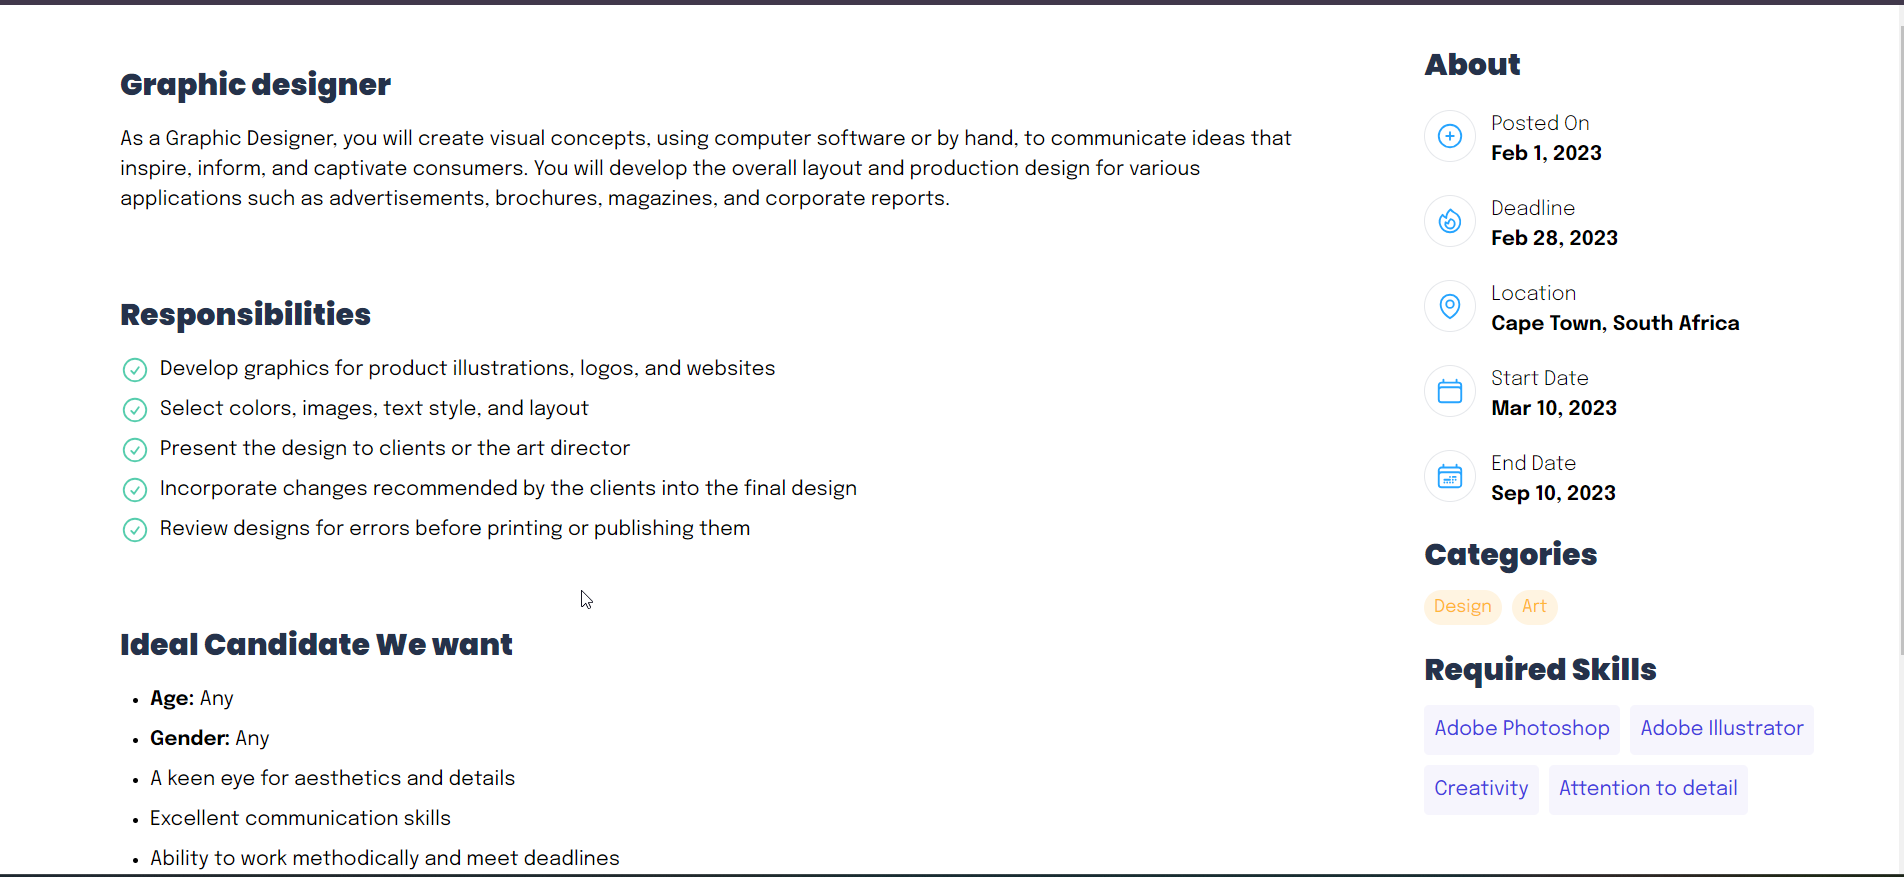 Graphic designer
As a Graphic Designer, you will create visual concepts, using computer software or by hand, to communicate ideas that
inspire, inform, and captivate consumers. You will develop the overall layout and production design for various
applications such as advertisements, brochures, magazines, and corporate reports.
Responsibilities
Develop graphics for product illustrations, logos, and websites
Select colors, images, text style, and layout
Present the design to clients or the art director
Incorporate changes recommended by the clients into the final design
Review designs for errors before printing or publishing them
Ideal Candidate We want
Age: Any
Gender: Any
A keen eye for aesthetics and details
Excellent communication skills
Ability to work methodically and meet deadlines
About
Posted On
Feb 1, 2023
Deadline
Feb 28, 2023
Location
Cape Town, South Africa
Start Date
Mar 10, 2023
End Date
Sep 10, 2023
Categories
Design Art
Required Skills
Adobe Photoshop Adobe Illustrator
Creativity Attention to detail